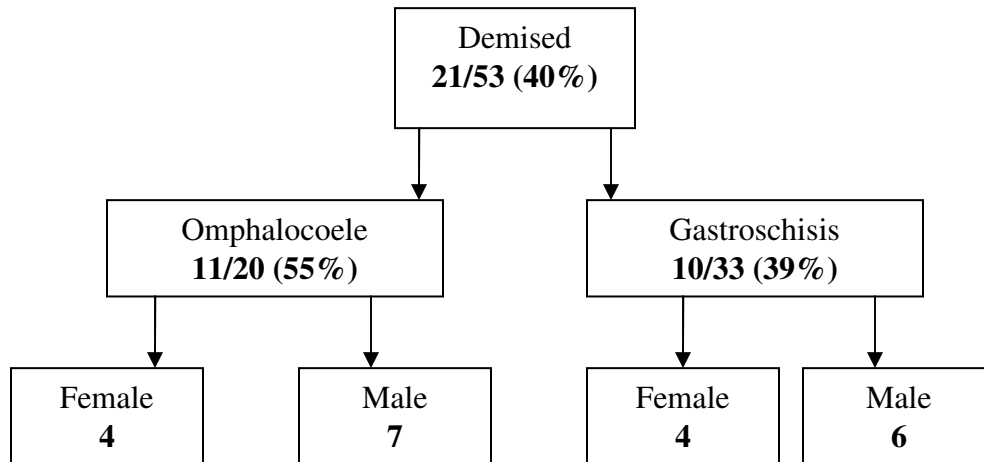 Demised
21/53 (40%)
Omphalocoele
11/20 (55%)
Gastroschisis
10/33 (39%)
Female
4
Male
7
Female
4
Male
6